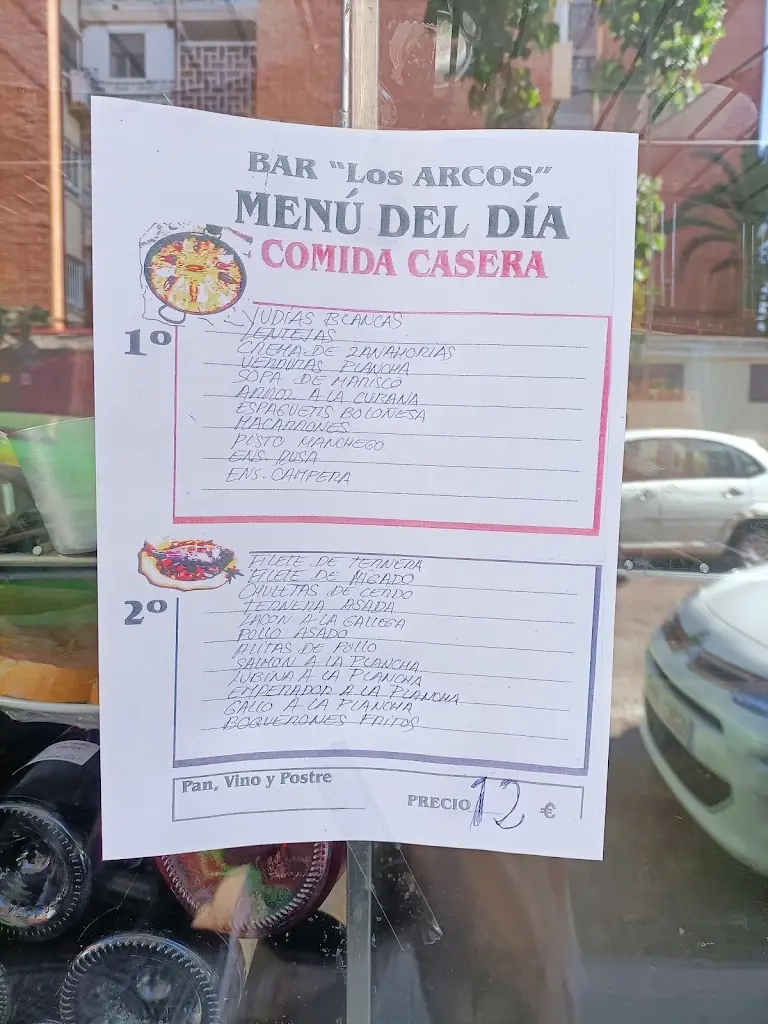 BAR "Los ARCOS"
MENÚ DEL DÍA
COMIDA CASERA
1º
YUDIAS BLANCAS
LENTEJAS
CREMA DE ZANAHORIAS
VERDURAS PLANCHA
SOPA DE MARISCO
ARROZ A LA CUBANA
ESPAGUETIS BOLOÑESA
MACARRONES
PISTO MANCHEGO
ENS. RUSA
ENS. CAMPERA
2º
FILETE DE TERNERA
FILETE DE HIGADO
CHULETAS DE CERDO
TERNERA ASADA
LACON A LA GALLEGA
POLLO ASADO
ALITAS DE POLLO
SALMON A LA PLANCHA
LUBINA A LA PLANCHA
EMPERADOR A LA PLANCHA
GALLO A LA PLANCHA
BOQUERONES FRITOS
Pan, Vino y Postre
PRECIO 12 €